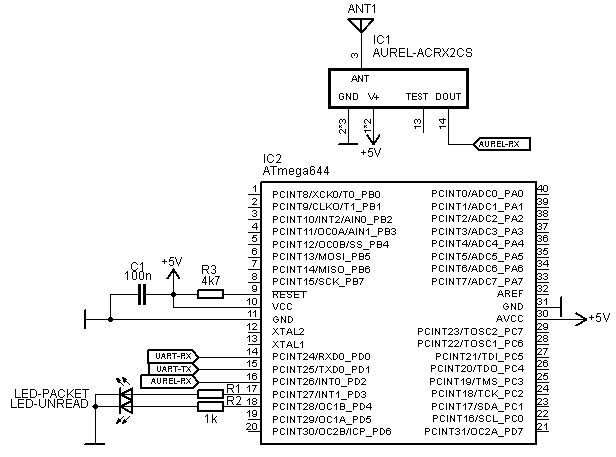 ANT1
IC1
AUREL-ACRX2CS
3
ANT
GND V+ TEST DOUT
2*3 1*2 13 14
+5V
AUREL-RX
IC2
ATmega644
1 PCINT8/XCK0/T0_PB0 PCINT0/ADC0_PA0 40
2 PCINT9/CLKO/T1_PB1 PCINT1/ADC1_PA1 39
3 PCINT10/INT2/AIN0_PB2 PCINT2/ADC2_PA2 38
4 PCINT11/OC0A/AIN1_PB3 PCINT3/ADC3_PA3 37
5 PCINT12/OC0B/SS_PB4 PCINT4/ADC4_PA4 36
6 PCINT13/MOSI_PB5 PCINT5/ADC5_PA5 35
7 PCINT14/MISO_PB6 PCINT6/ADC6_PA6 34
8 PCINT15/SCK_PB7 PCINT7/ADC7_PA7 33
C1
100n
+5V
R3
4k7
9 RESET AREF 32
10 VCC GND 31
11 GND AVCC 30
+5V
12 XTAL2 PCINT23/TOSC2_PC7 29
13 XTAL1 PCINT22/TOSC1_PC6 28
UART-RX 14 PCINT24/RXD0_PD0 PCINT21/TDI_PC5 27
UART-TX 15 PCINT25/TXD0_PD1 PCINT20/TDO_PC4 26
AUREL-RX 16 PCINT26/INT0_PD2 PCINT19/TMS_PC3 25
LED-PACKET R1 17 PCINT27/INT1_PD3 PCINT18/TCK_PC2 24
LED-UNREAD R2 18 PCINT28/OC1B_PD4 PCINT17/SDA_PC1 23
1k 19 PCINT29/OC1A_PD5 PCINT16/SCL_PC0 22
20 PCINT30/OC2B/ICP_PD6 PCINT31/OC2A_PD7 21